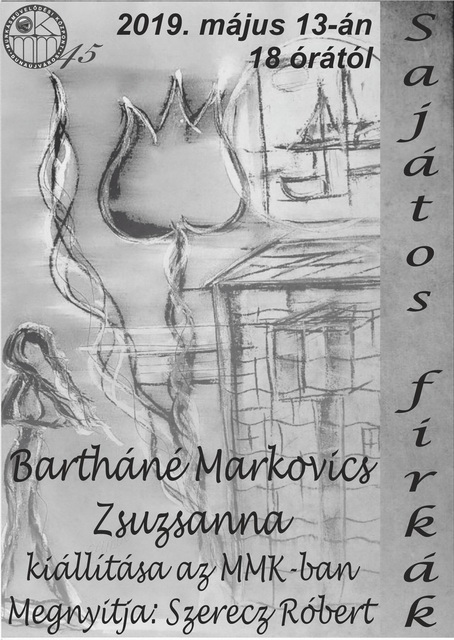 2019. május 13-án
18 órától
45
Sajátos firkák
Bartháné Markovics
Zsuzsanna
kiállítása az MMK-ban
Megnyitja: Szerecz Róbert